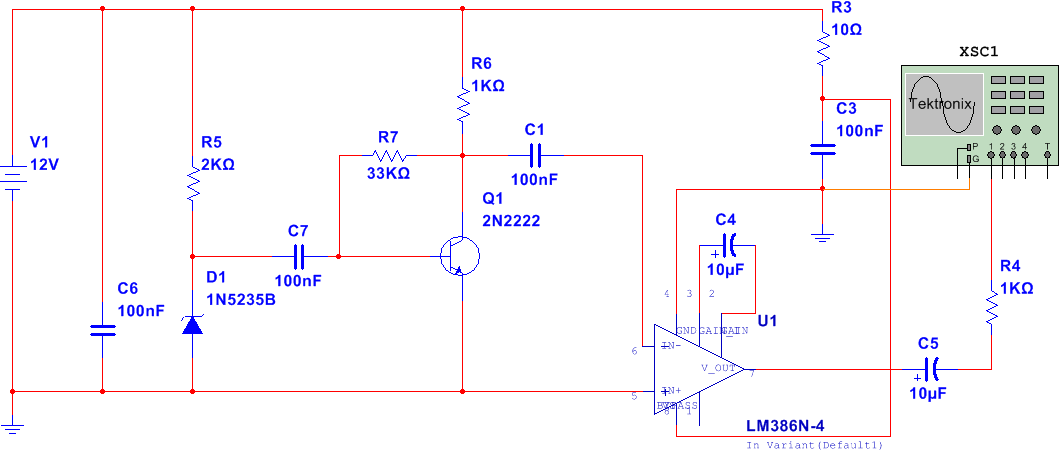 R3
10Ω
XSC1
Tektronix
P
G
1 2 3 4
T
R6
1KΩ
C3
100nF
V1
12V
R5
2KΩ
R7
33KΩ
C1
100nF
Q1
2N2222
C7
100nF
C4
+
10µF
D1
1N5235B
C6
100nF
4 3 2
R4
1KΩ
U1
GND
GAIN
GAIN
6
IN-
C5
+
10µF
V_OUT
7
5
IN+
BYPASS
1
LM386N-4
In Variant(Default1)